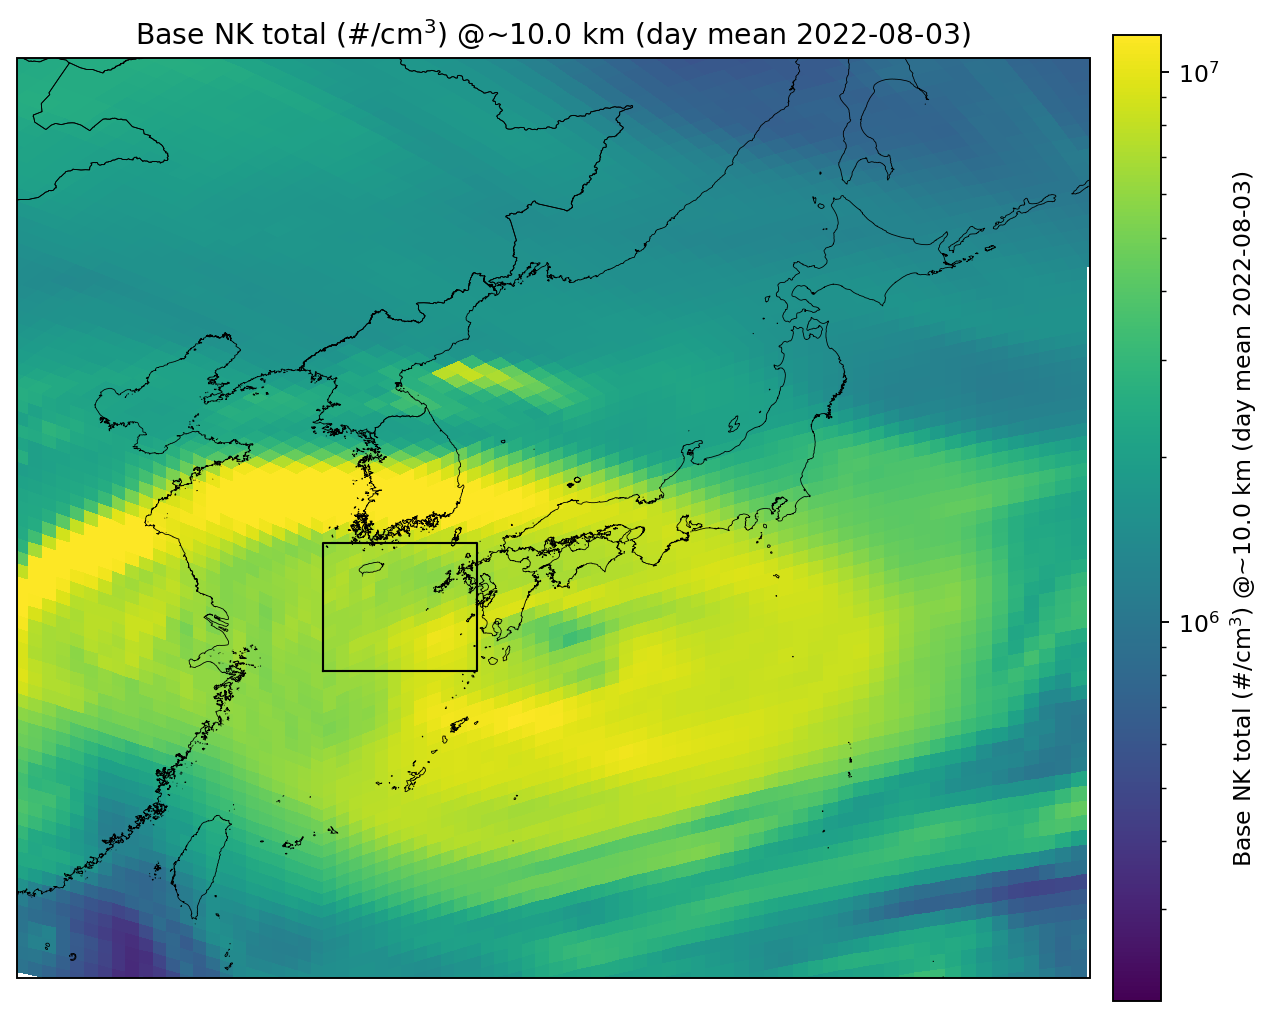 Base NK total (#/cm³) @~10.0 km (day mean 2022-08-03)
10⁷
10⁶
Base NK total (#/cm³) @~10.0 km (day mean 2022-08-03)